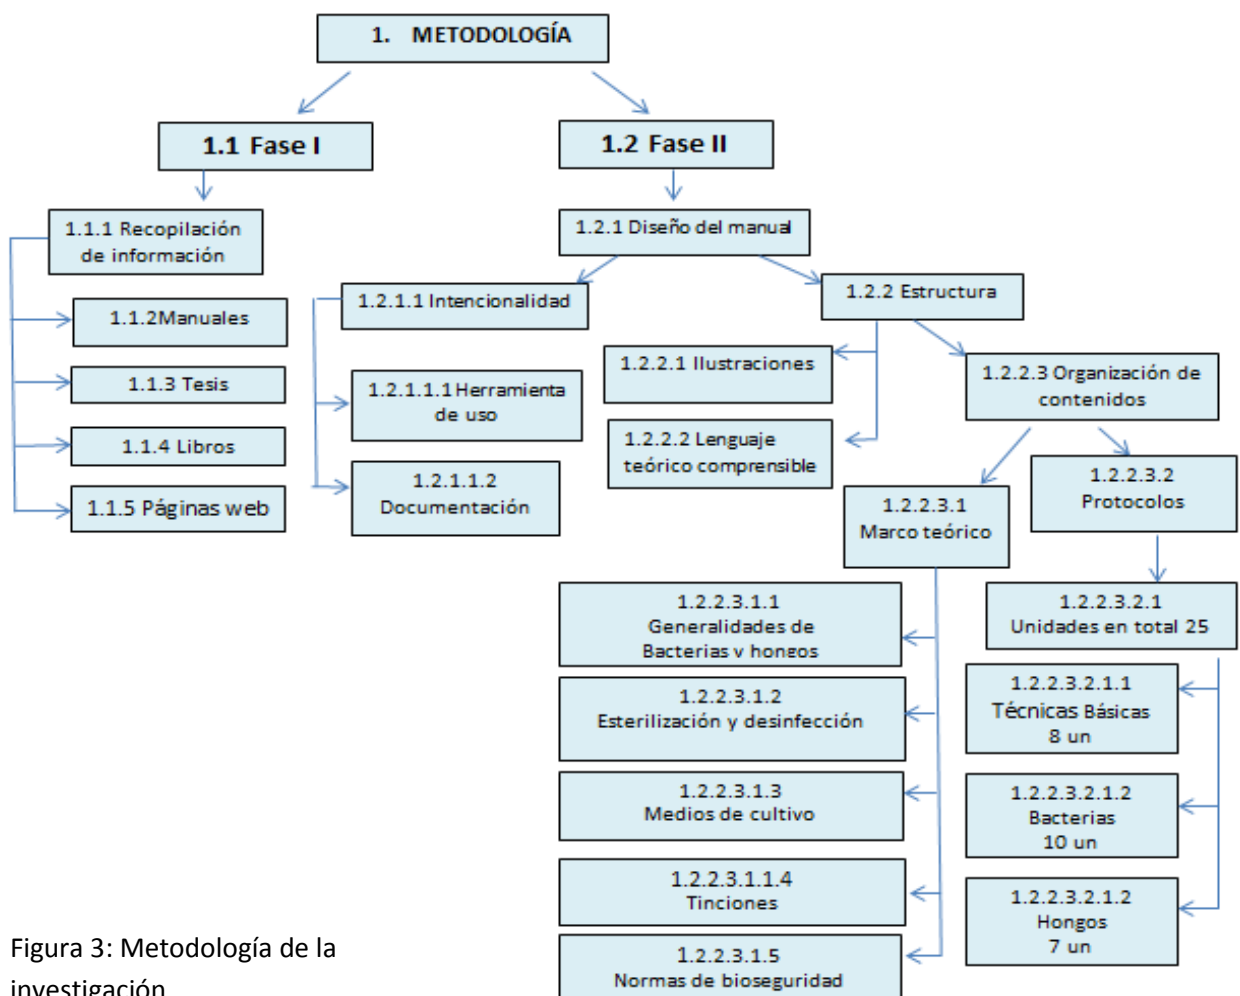 1. METODOLOGÍA
1.1 Fase I
1.2 Fase II
1.1.1 Recopilación
de información
1.1.2Manuales
1.1.3 Tesis
1.1.4 Libros
1.1.5 Páginas web
1.2.1 Diseño del manual
1.2.1.1 Intencionalidad
1.2.1.1.1 Herramienta
de uso
1.2.1.1.2
Documentación
1.2.2 Estructura
1.2.2.1 Ilustraciones
1.2.2.2 Lenguaje
teórico comprensible
1.2.2.3 Organización de
contenidos
1.2.2.3.1
Marco teórico
1.2.2.3.1.1
Generalidades de
Bacterias y hongos
1.2.2.3.1.2
Esterilización y desinfección
1.2.2.3.1.3
Medios de cultivo
1.2.2.3.1.1.4
Tinciones
1.2.2.3.1.5
Normas de bioseguridad
1.2.2.3.2
Protocolos
1.2.2.3.2.1
Unidades en total 25
1.2.2.3.2.1.1
Técnicas Básicas
8 un
1.2.2.3.2.1.2
Bacterias
10 un
1.2.2.3.2.1.2
Hongos
7 un
Figura 3: Metodología de la
investigación